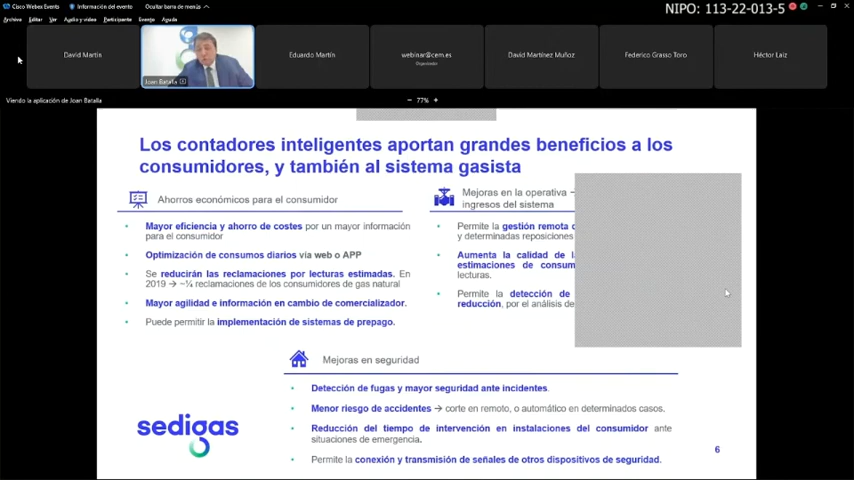 Cisco Webex Events
Información del evento
Ocultar barra de menús
NIPO: 113-22-013-5
Archivo Editar Ver Audio y vídeo Participante Evento Ayuda
David Martín
Joan Batalla
Eduardo Martín
webinar@cem.es
Organizador
David Martínez Muñoz
Federico Grasso Toro
Héctor Laiz
Viendo la aplicación de Joan Batalla
77%
Los contadores inteligentes aportan grandes beneficios a los
consumidores, y también al sistema gasista
Ahorros económicos para el consumidor
• Mayor eficiencia y ahorro de costes por un mayor información
para el consumidor
• Optimización de consumos diarios vía web o APP
• Se reducirán las reclamaciones por lecturas estimadas. En
2019 → ~¼ reclamaciones de los consumidores de gas natural
• Mayor agilidad e información en cambio de comercializador.
• Puede permitir la implementación de sistemas de prepago.
Mejoras en la operativa –
ingresos del sistema
• Permite la gestión remota
y determinadas reposiciones
• Aumenta la calidad de
estimaciones de
lecturas.
• Permite la detección de
reducción, por el análisis de
Mejoras en seguridad
• Detección de fugas y mayor seguridad ante incidentes.
• Menor riesgo de accidentes → corte en remoto, o automático en determinados casos.
• Reducción del tiempo de intervención en instalaciones del consumidor ante
situaciones de emergencia.
• Permite la conexión y transmisión de señales de otros dispositivos de seguridad.
sedigas
6